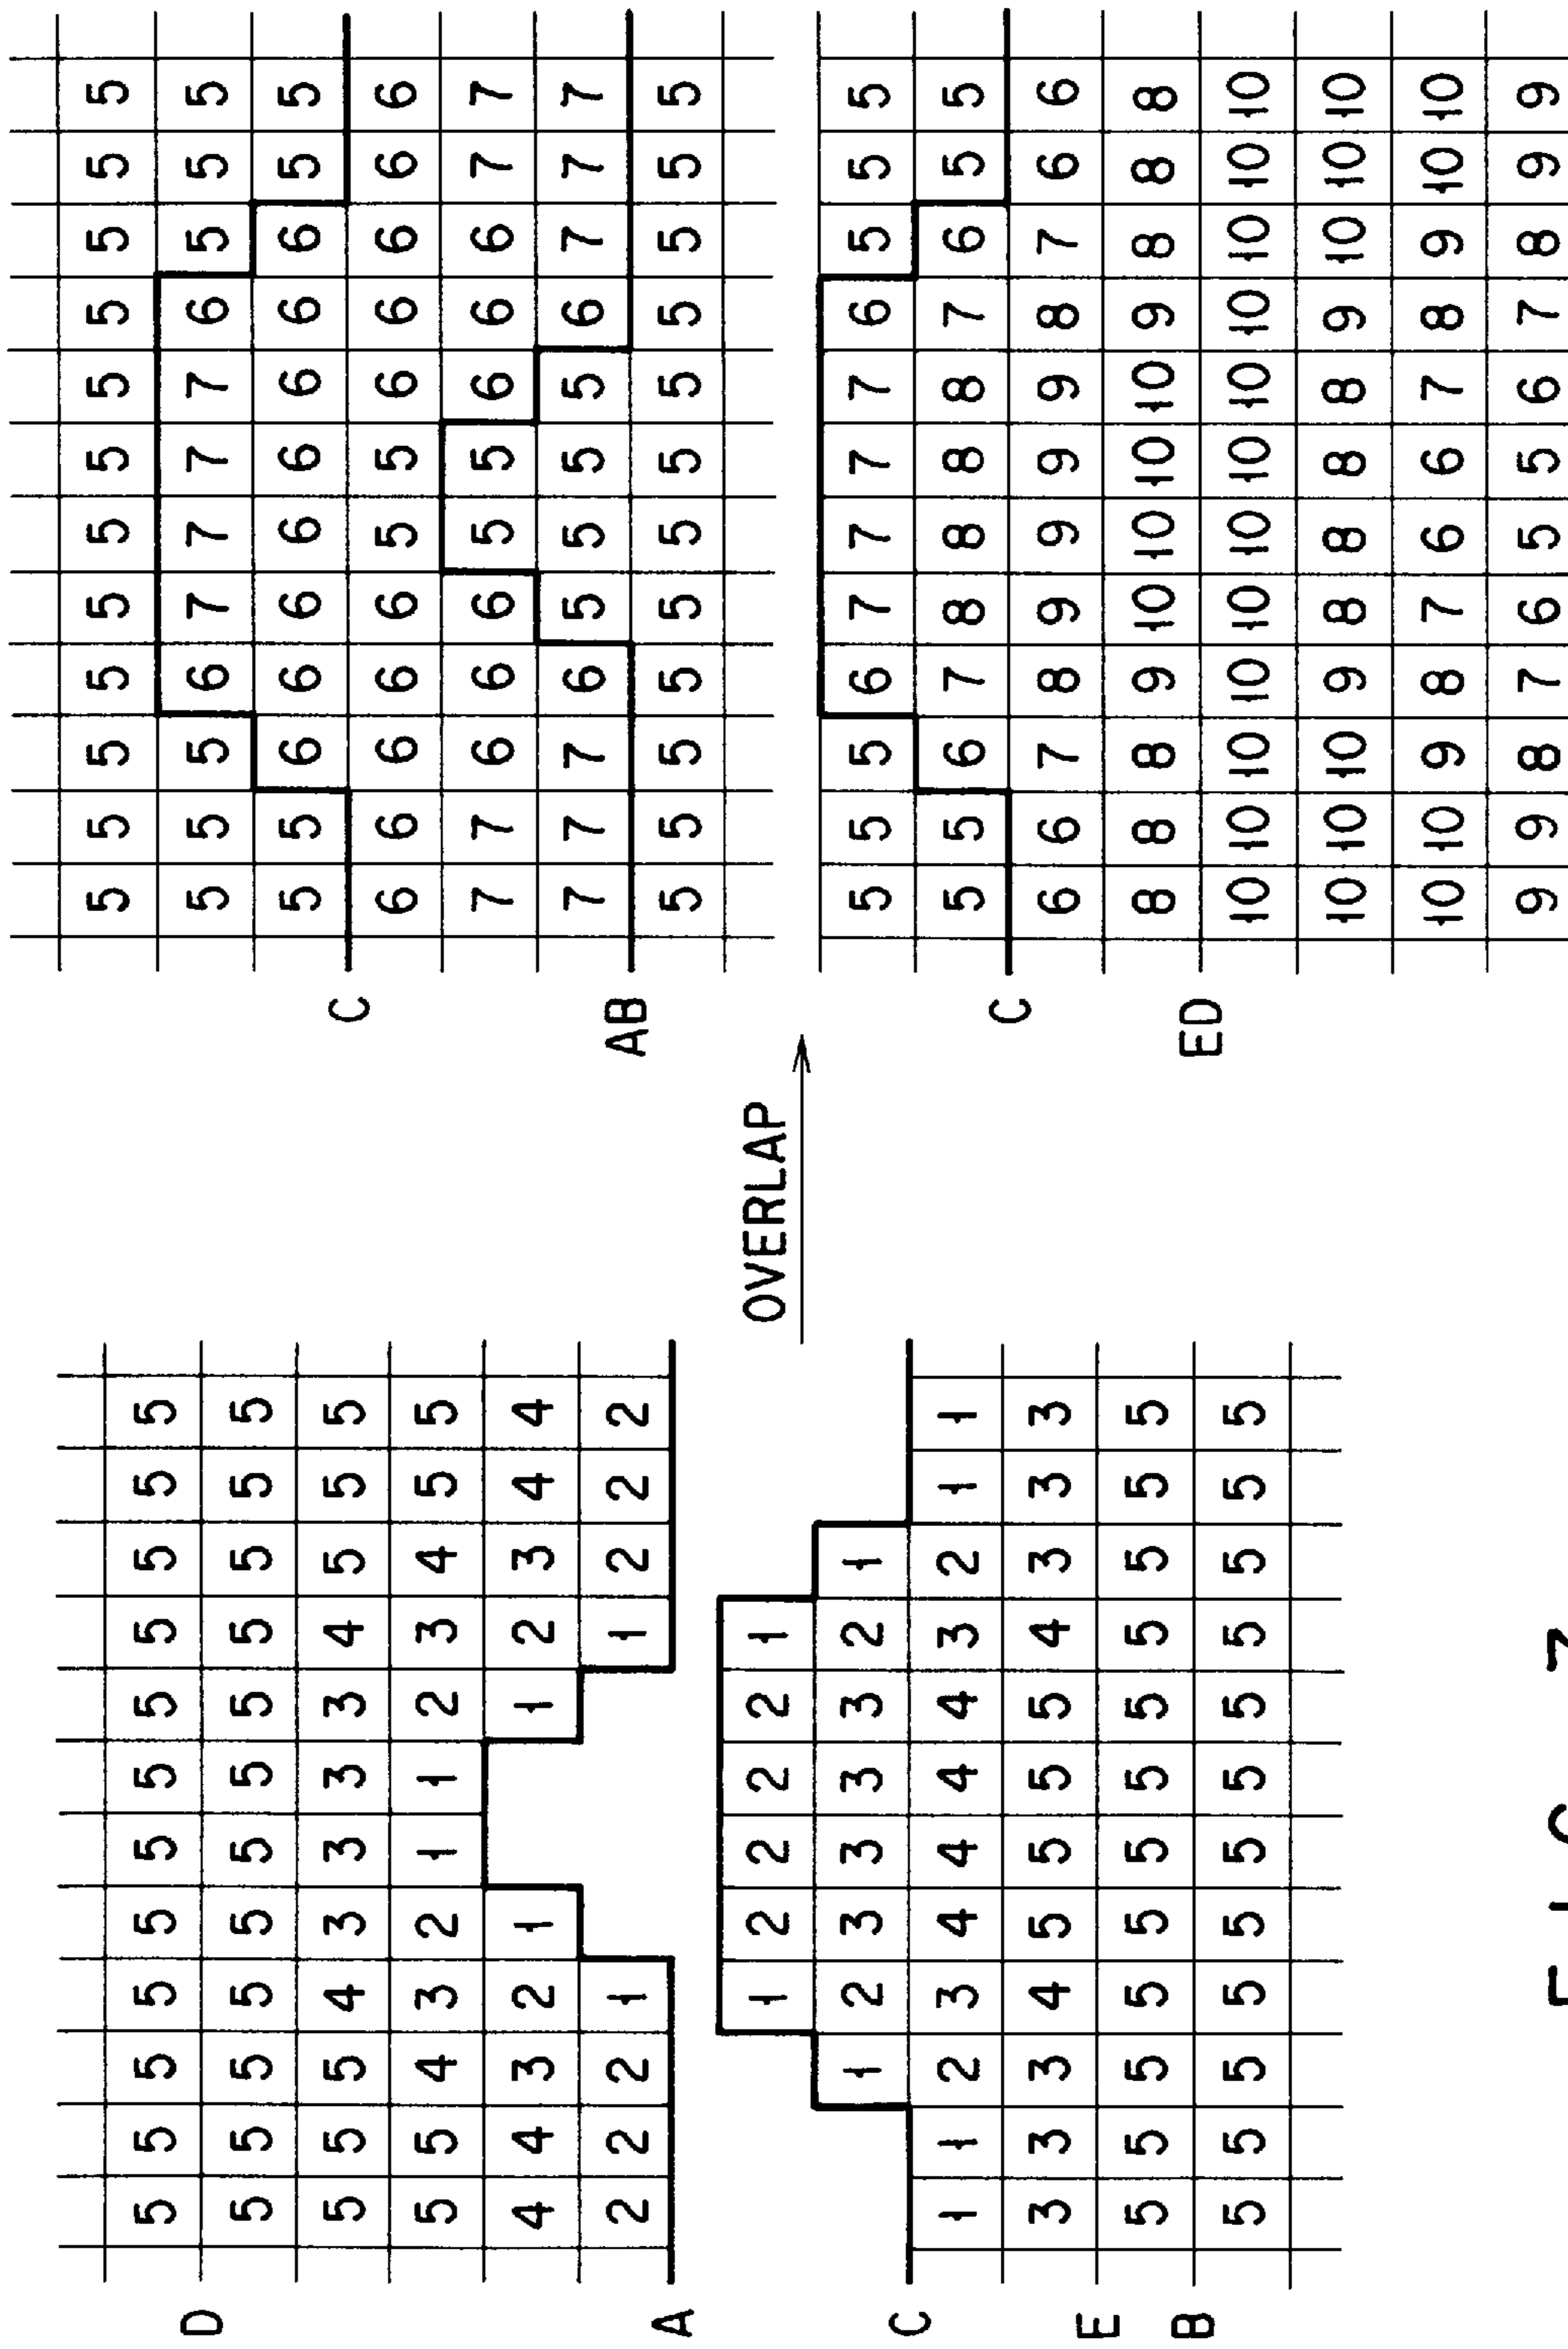 5 5 5 5 5 5 5 5 5 5 5 5
D
5 5 5 5 5 5 5 5 5 5 5 5
5 5 5 4 3 3 3 3 4 5 5 5
5 5 4 3 2 1 1 2 3 4 5 5
4 4 3 2 1 1 2 3 4 4
2 2 2 1 1 2 2 2
A
1 2 2 2 2 1
1 2 3 3 3 3 2 1
C
1 1 2 3 4 4 4 4 3 2 1 1
3 3 3 4 5 5 5 5 4 3 3 3
E
5 5 5 5 5 5 5 5 5 5 5 5
B
5 5 5 5 5 5 5 5 5 5 5 5
OVERLAP
5 5 5 5 5 5 5 5 5 5 5 5
5 5 5 6 7 7 7 7 6 5 5 5
5 5 6 6 6 6 6 6 6 6 5 5
C
6 6 6 6 6 5 5 6 6 6 6 6
7 7 6 6 6 5 5 6 6 6 7 7
7 7 7 6 5 5 5 5 6 7 7 7
AB
5 5 5 5 5 5 5 5 5 5 5 5
5 5 5 6 7 7 7 7 6 5 5 5
5 5 6 7 8 8 8 8 7 6 5 5
C
6 6 7 8 9 9 9 9 8 7 6 6
8 8 8 9 10 10 10 10 9 8 8 8
ED
10 10 10 10 10 10 10 10 10 10 10 10
10 10 10 9 8 8 8 8 9 10 10 10
10 10 9 8 7 6 6 7 8 9 10 10
9 9 8 7 6 5 5 6 7 8 9 9